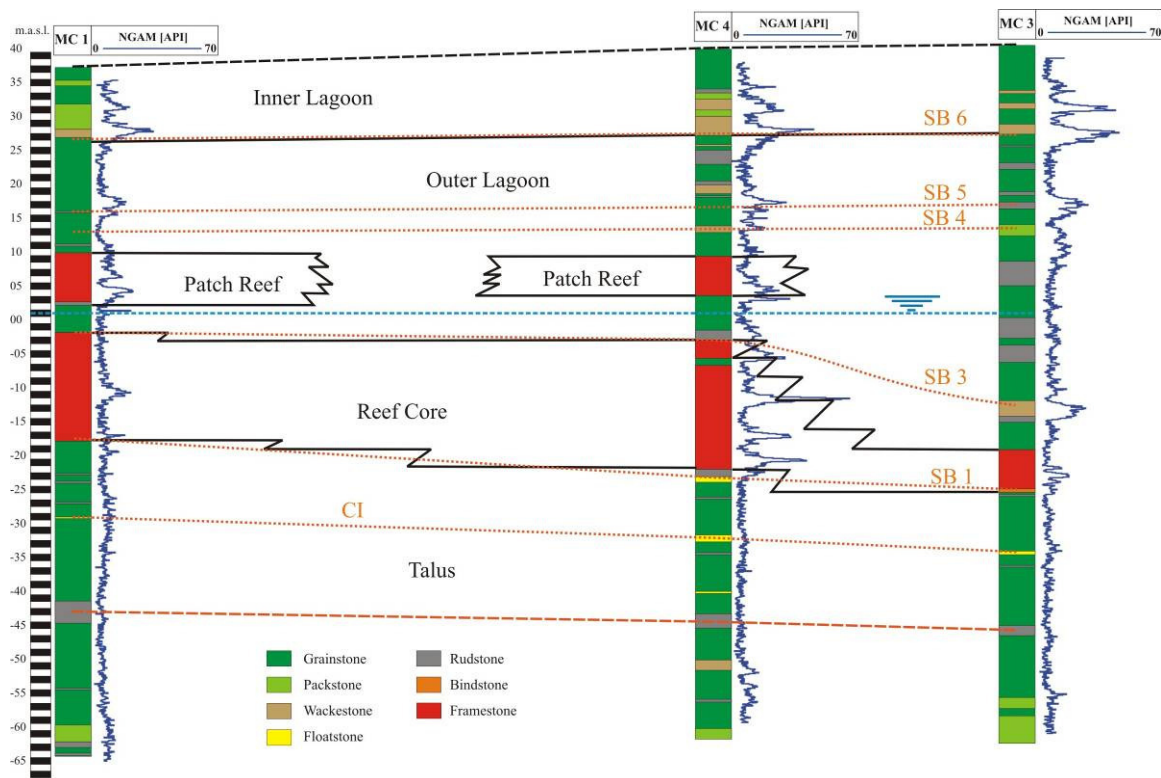 m.a.s.l.
MC 1
NGAM [API]
0 70
MC 4
NGAM [API]
0 70
MC 3
NGAM [API]
0 70
40
35
30
25
20
15
10
05
00
-05
-10
-15
-20
-25
-30
-35
-40
-45
-50
-55
-60
-65
Inner Lagoon
SB 6
Outer Lagoon
SB 5
SB 4
Patch Reef
Patch Reef
SB 3
Reef Core
SB 1
CI
Talus
Grainstone
Packstone
Wackestone
Floatstone
Rudstone
Bindstone
Framestone